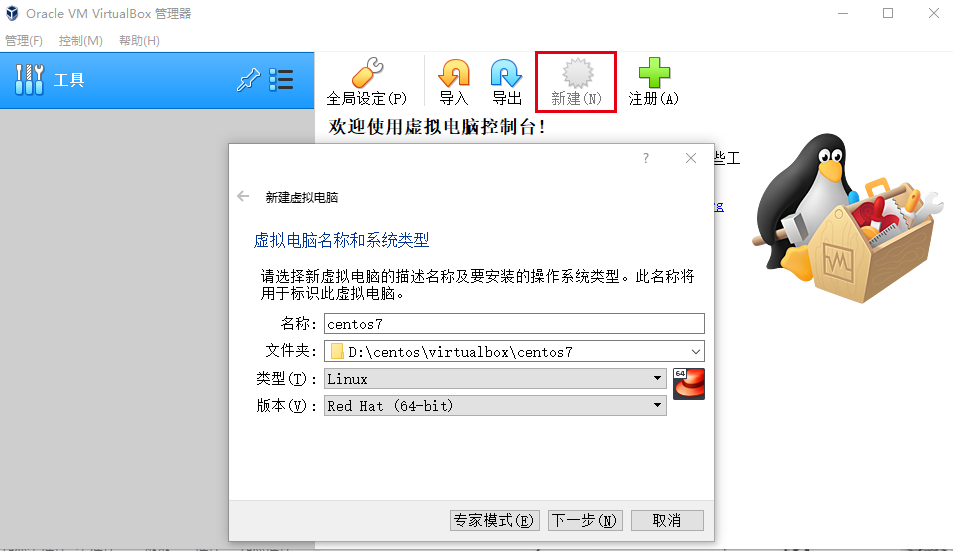 Oracle VM VirtualBox 管理器
管理(F) 控制(M) 帮助(H)
工具
全局设定(P) 导入 导出 新建(N) 注册(A)
欢迎使用虚拟电脑控制台!
些工
?
新建虚拟电脑
虚拟电脑名称和系统类型
请选择新虚拟电脑的描述名称及要安装的操作系统类型。此名称将
用于标识此虚拟电脑。
名称: centos7
文件夹: D:\centos\virtualbox\centos7
类型(T): Linux
64
版本(V): Red Hat (64-bit)
专家模式(E) 下一步(N) 取消